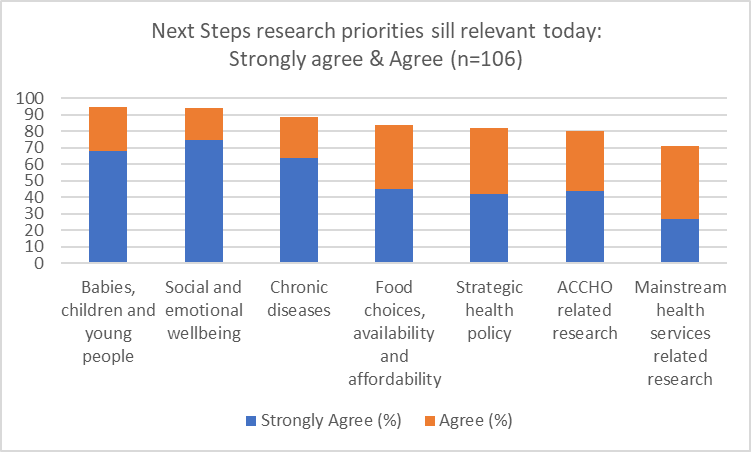 Next Steps research priorities sill relevant today:
Strongly agree & Agree (n=106)
100
90
80
70
60
50
40
30
20
10
0
Babies,
children and
young
people
Social and
emotional
wellbeing
Chronic
diseases
Food
choices,
availability
and
affordability
Strategic
health
policy
ACCHO
related
research
Mainstream
health
services
related
research
Strongly Agree (%)
Agree (%)